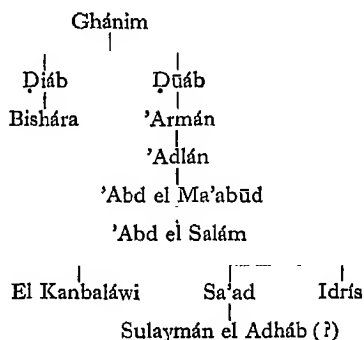 Ghánim
Ḍiáb Ḍūáb
Bishára ’Armán
’Adlán
’Abd el Ma’abūd
’Abd el Salám
El Kanbaláwi Sa’ad Idrís
Sulaymán el Adháb (?)